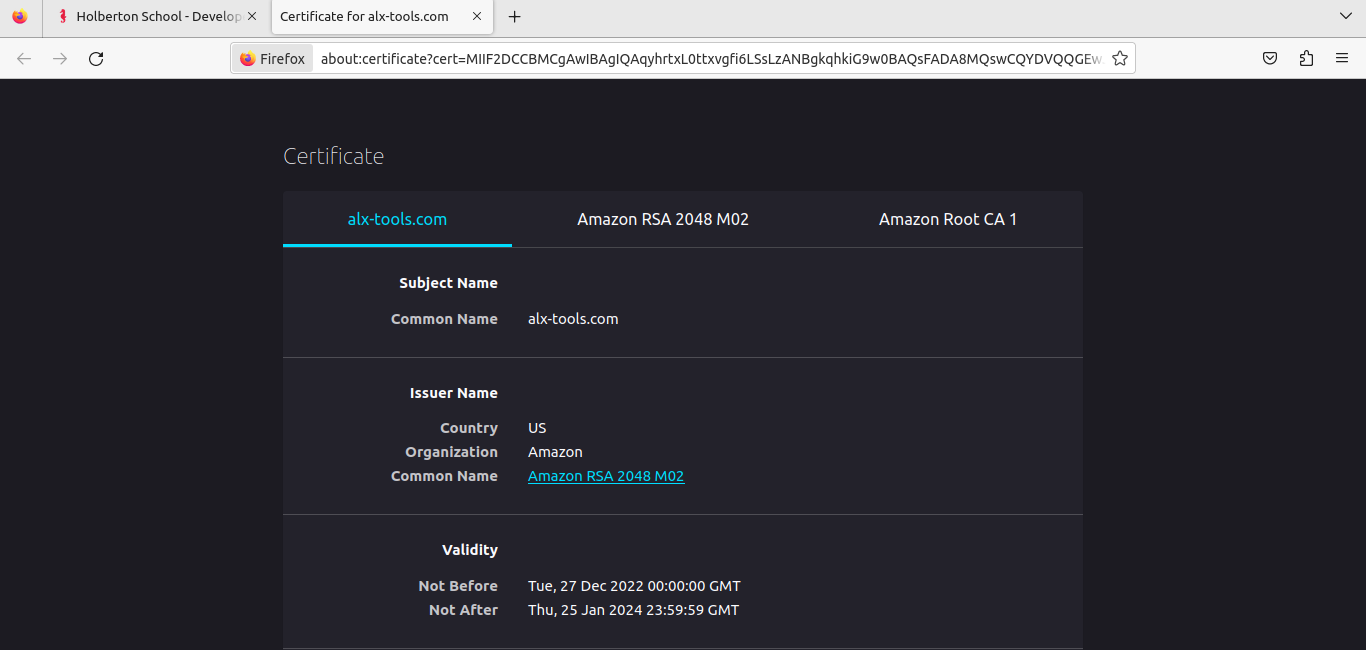 Holberton School - Develop
Certificate for alx-tools.com
Firefox
about:certificate?cert=MIIF2DCCBMCgAwIBAgIQAqyhrtxL0ttxvgfi6LSsLzANBgkqhkiG9w0BAQsFADA8MQswCQYDVQQGEw
Certificate
alx-tools.com
Amazon RSA 2048 M02
Amazon Root CA 1
Subject Name
Common Name alx-tools.com
Issuer Name
Country US
Organization Amazon
Common Name Amazon RSA 2048 M02
Validity
Not Before Tue, 27 Dec 2022 00:00:00 GMT
Not After Thu, 25 Jan 2024 23:59:59 GMT